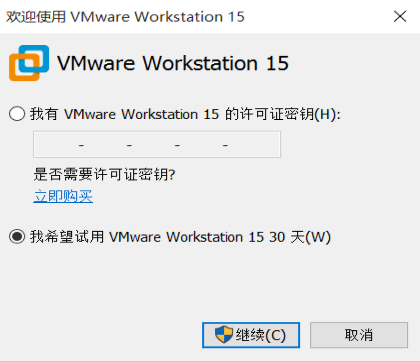 欢迎使用 VMware Workstation 15
VMware Workstation 15
我有 VMware Workstation 15 的许可证密钥(H):
- - - -
是否需要许可证密钥?
立即购买
我希望试用 VMware Workstation 15 30 天(W)
继续(C) 取消